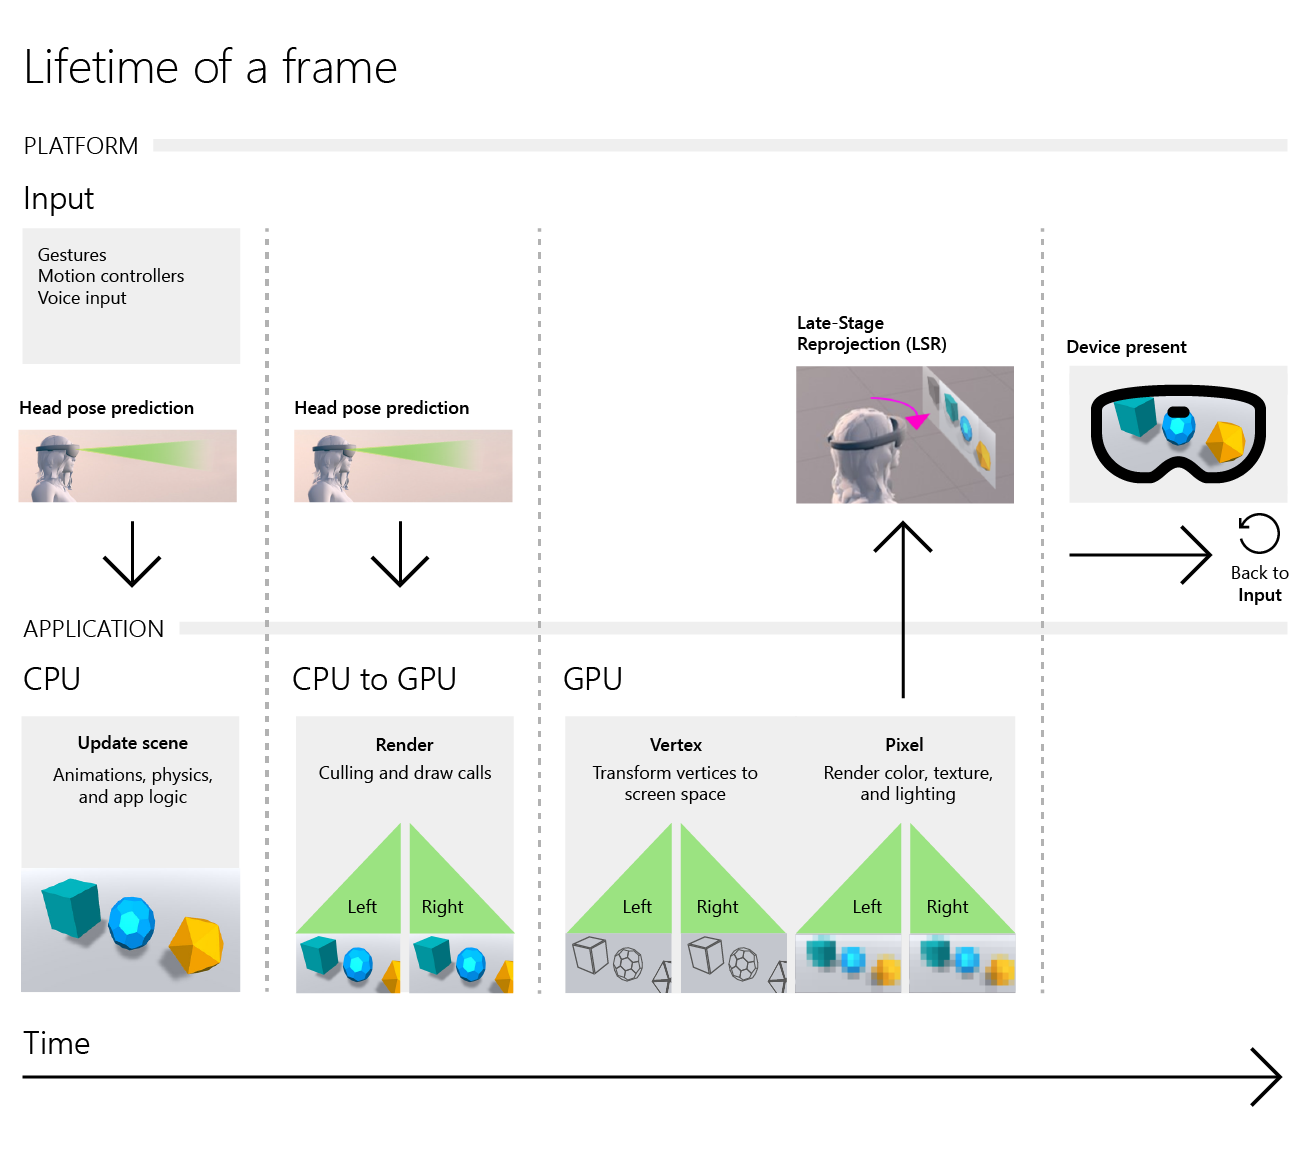 Lifetime of a frame
PLATFORM
Input
Gestures
Motion controllers
Voice input
Head pose prediction
Head pose prediction
Late-Stage
Reprojection (LSR)
Device present
Back to
Input
APPLICATION
CPU
Update scene
Animations, physics,
and app logic
CPU to GPU
Render
Culling and draw calls
Left
Right
GPU
Vertex
Transform vertices to
screen space
Left
Right
Pixel
Render color, texture,
and lighting
Left
Right
Time